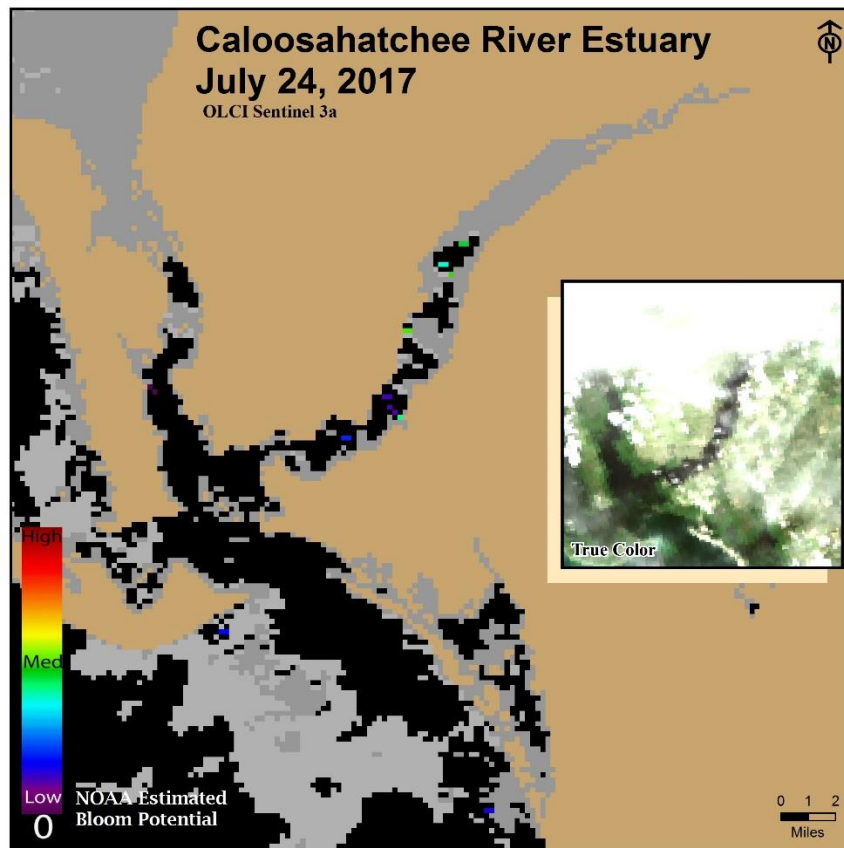 Caloosahatchee River Estuary
July 24, 2017
OLCI Sentinel 3a
N
True Color
High
Med
Low
0
NOAA Estimated
Bloom Potential
0 1 2
Miles